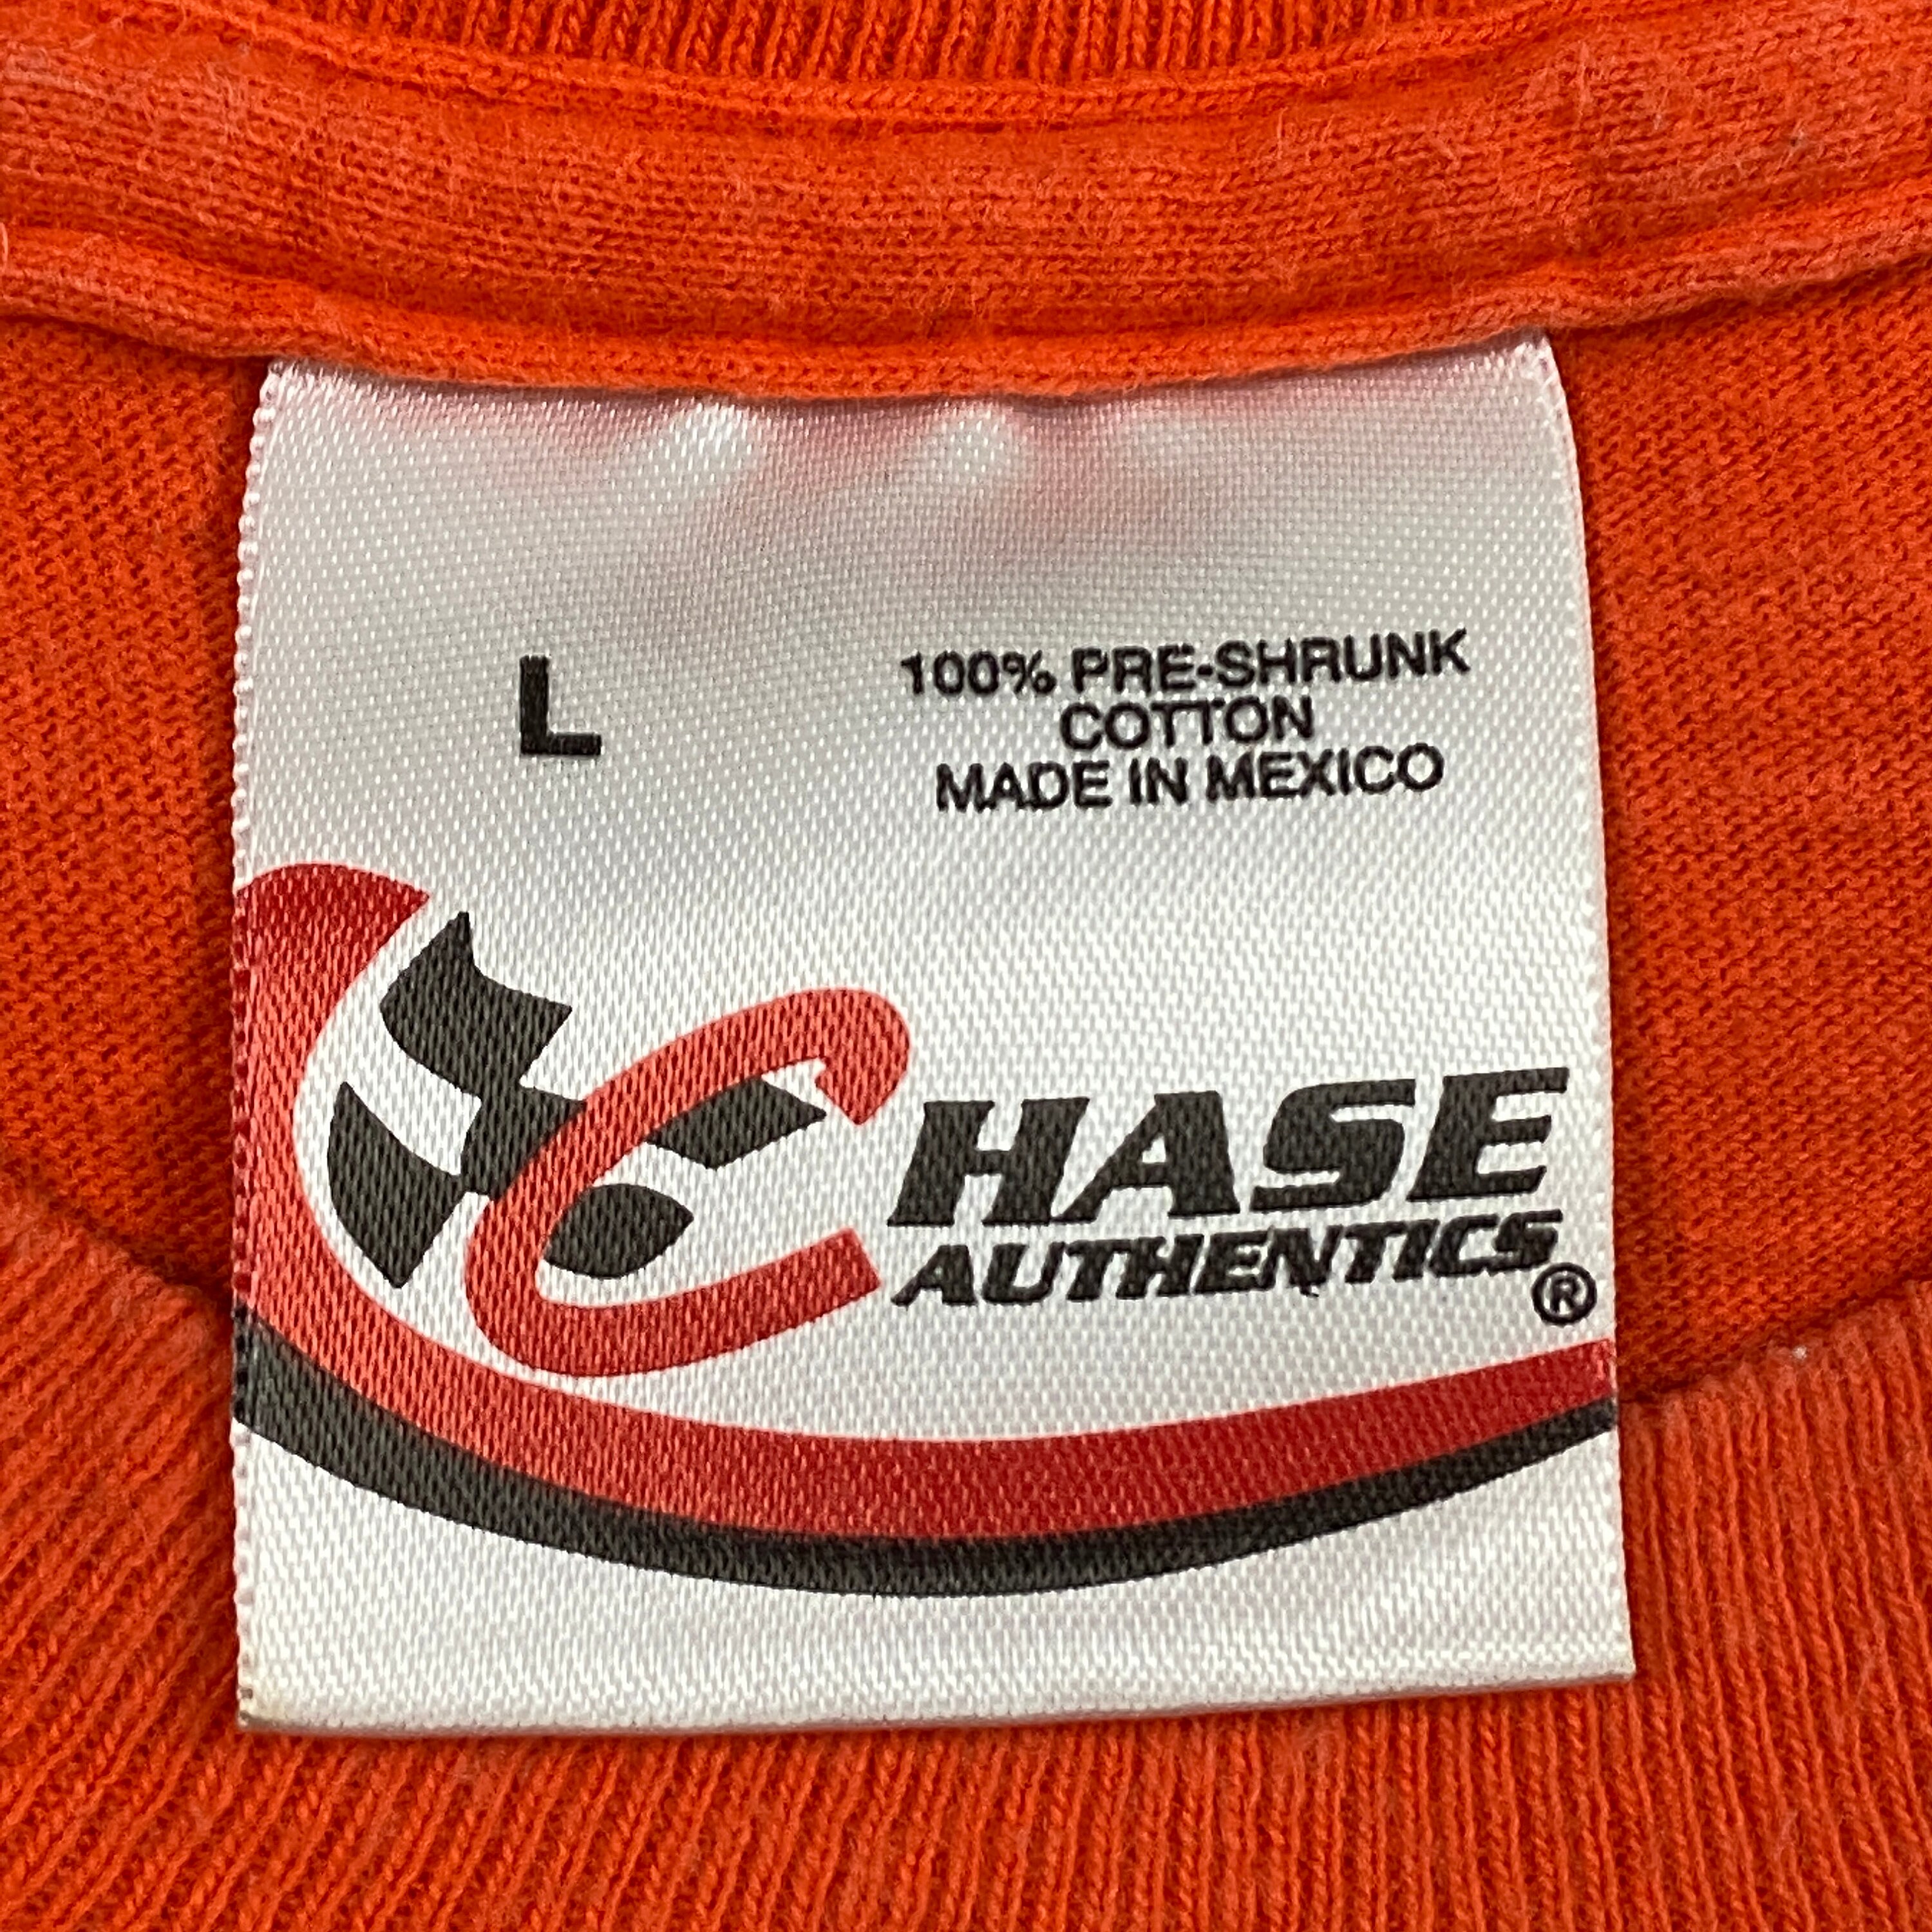 L
100% PRE-SHRUNK
COTTON
MADE IN MEXICO
CHASE
AUTHENTICS®